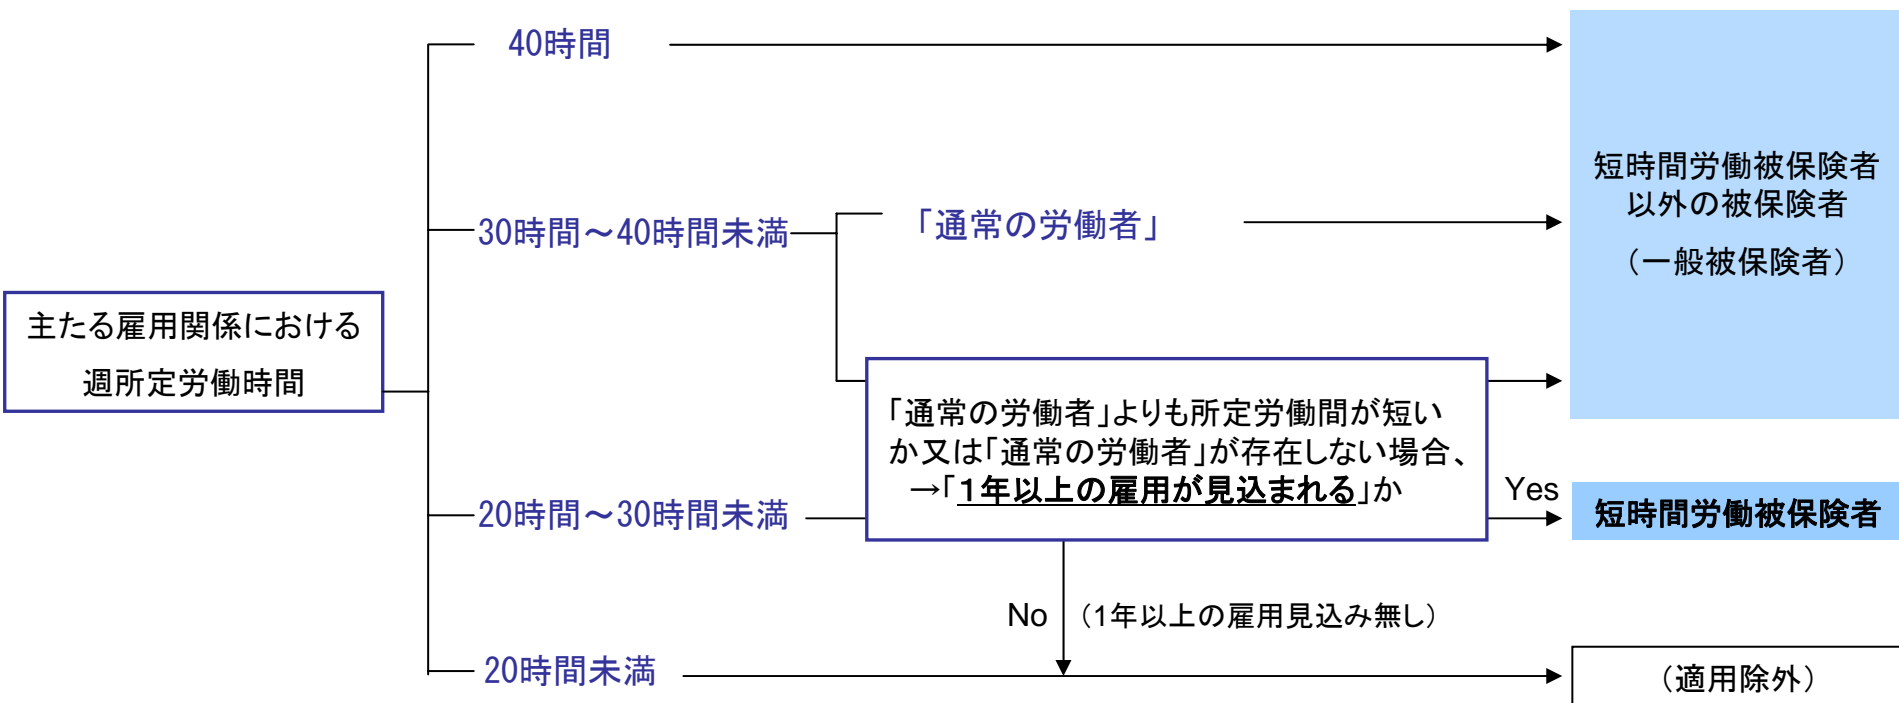 40時間
短時間労働被保険者
以外の被保険者
（一般被保険者）
30時間～40時間未満
「通常の労働者」
主たる雇用関係における
週所定労働時間
「通常の労働者」よりも所定労働間が短い
か又は「通常の労働者」が存在しない場合、
→「１年以上の雇用が見込まれる」か
Yes
20時間～30時間未満
短時間労働被保険者
No （1年以上の雇用見込み無し）
20時間未満
（適用除外）